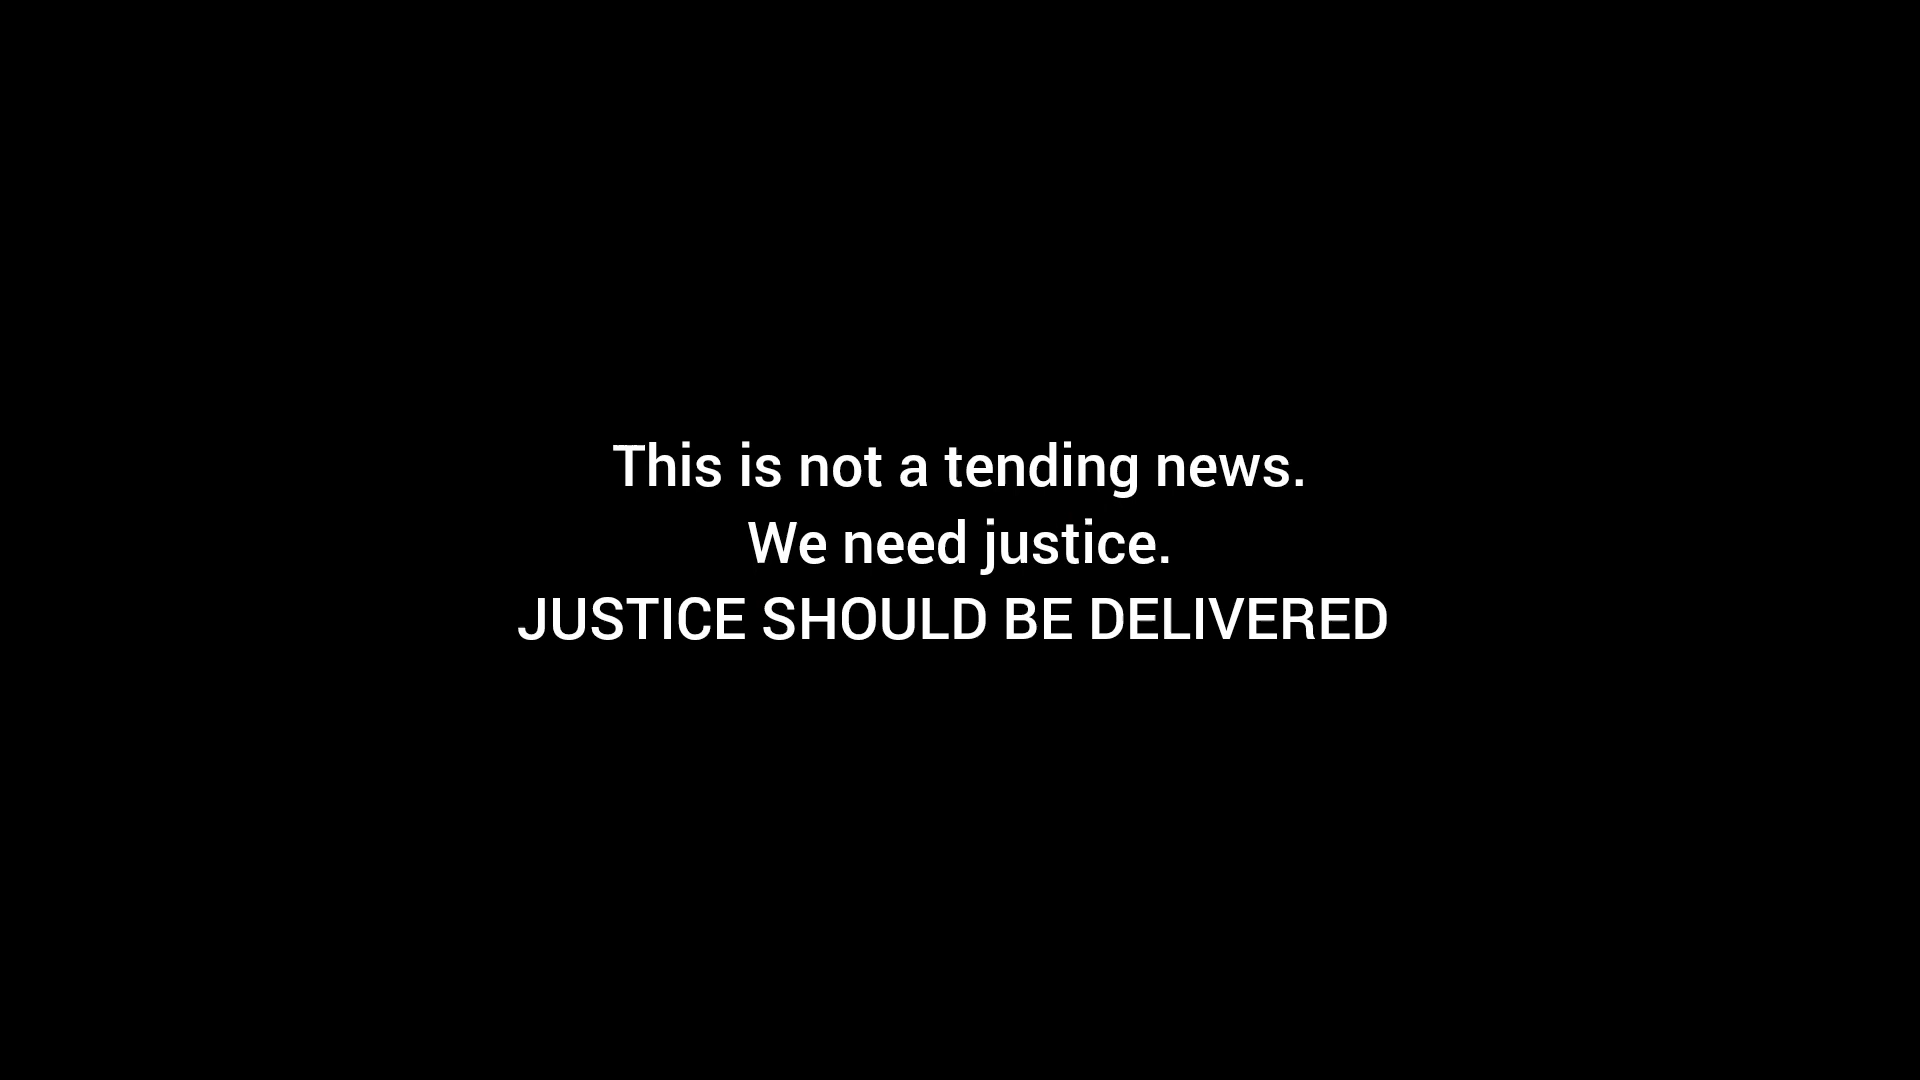 This is not a tending news.
We need justice.
JUSTICE SHOULD BE DELIVERED